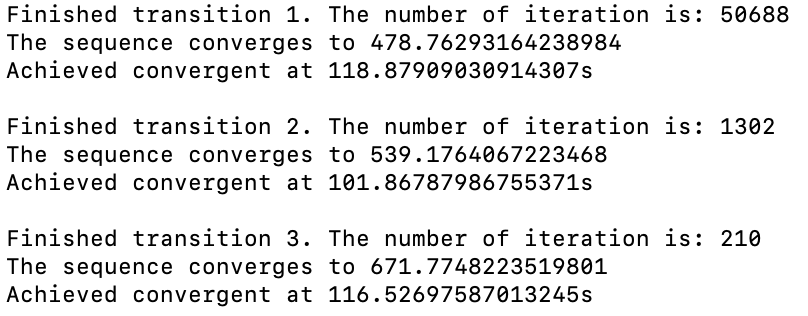 Finished transition 1. The number of iteration is: 50688
The sequence converges to 478.76293164238984
Achieved convergent at 118.87909030914307s
Finished transition 2. The number of iteration is: 1302
The sequence converges to 539.1764067223468
Achieved convergent at 101.86787986755371s
Finished transition 3. The number of iteration is: 210
The sequence converges to 671.7748223519801
Achieved convergent at 116.52697587013245s